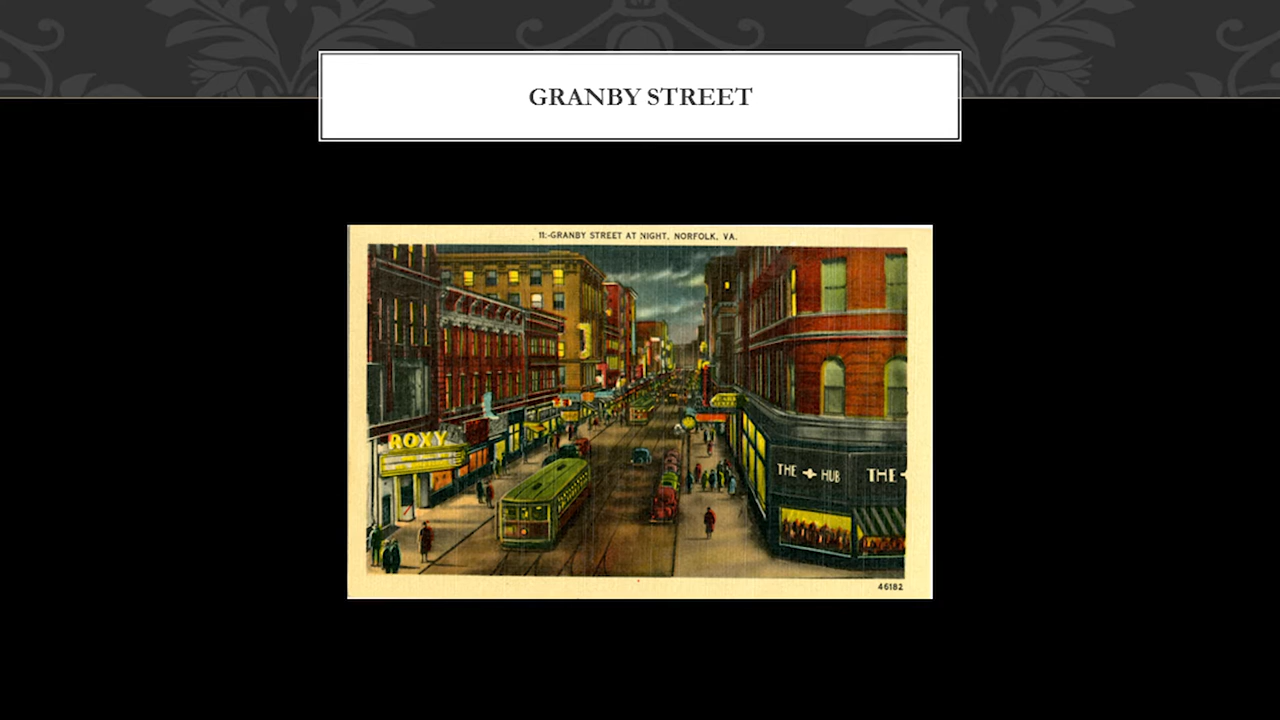 GRANBY STREET
11:-GRANBY STREET AT NIGHT, NORFOLK, VA.
ROXY
THE HUB
THE
46182